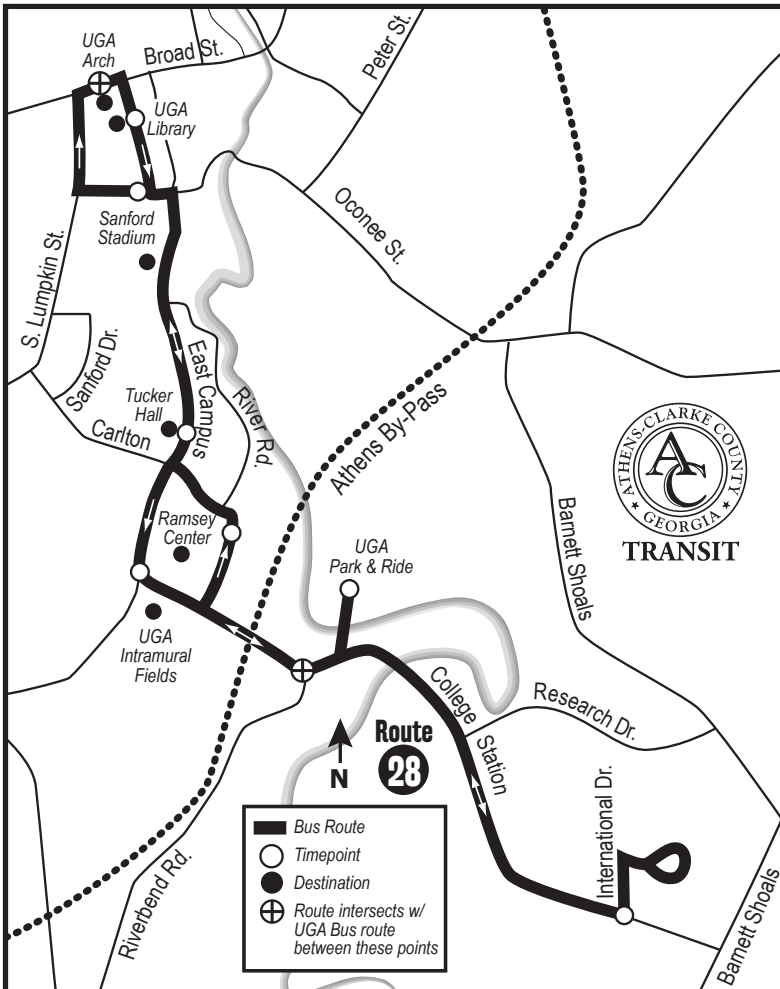 UGA
Arch
Broad St.
Peter St.
UGA
Library
Sanford
Stadium
Oconee St.
S. Lumpkin St.
Sanford Dr.
East Campus
River Rd.
Tucker
Hall
Carlton
Athens By-Pass
ATHENS-CLARKE COUNTY
AC
★ GEORGIA ★
TRANSIT
Barnett Shoals
Ramsey
Center
UGA
Park & Ride
UGA
Intramural
Fields
College
Station
Research Dr.
N
Route
28
International Dr.
Riverbend Rd.
Barnett Shoals
Bus Route
Timepoint
Destination
Route intersects w/
UGA Bus route
between these points